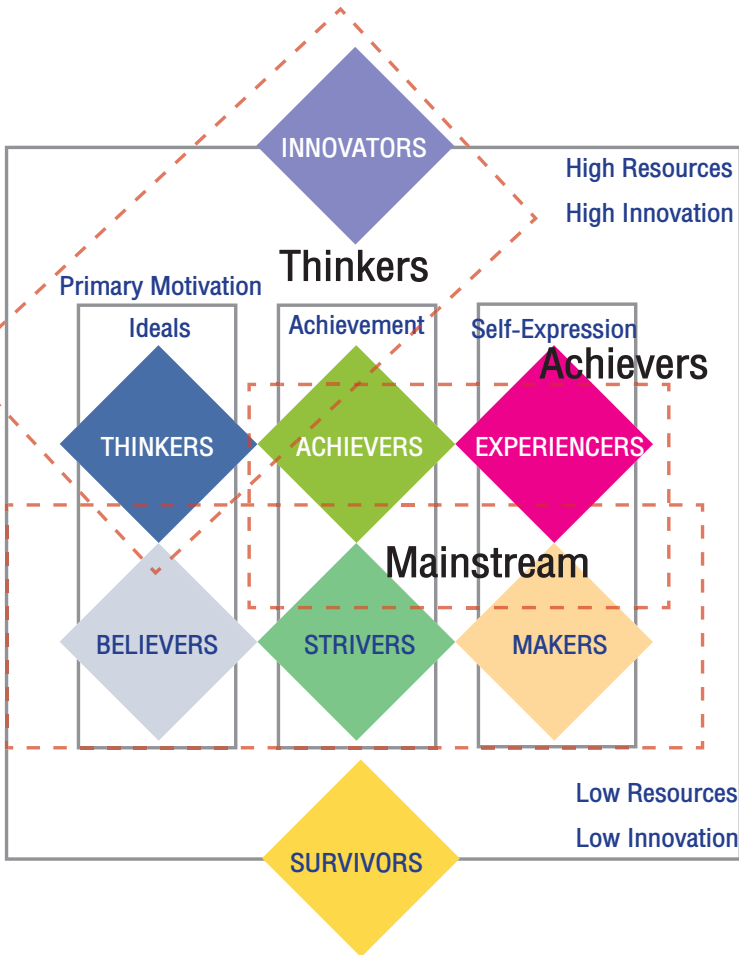 INNOVATORS
High Resources
High Innovation
Thinkers
Primary Motivation
Ideals
Achievement
Self-Expression
Achievers
THINKERS
ACHIEVERS
EXPERIENCERS
Mainstream
BELIEVERS
STRIVERS
MAKERS
Low Resources
Low Innovation
SURVIVORS